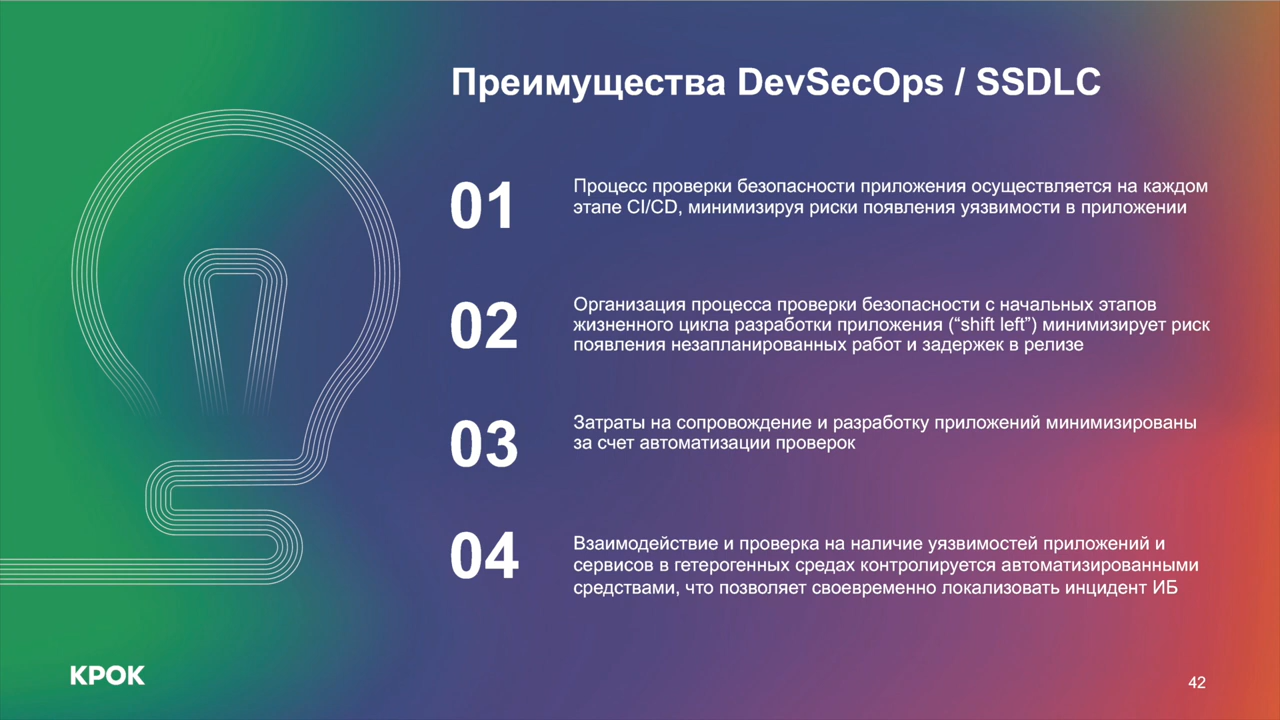 Преимущества DevSecOps / SSDLC
01
Процесс проверки безопасности приложения осуществляется на каждом
этапе CI/CD, минимизируя риски появления уязвимости в приложении
02
Организация процесса проверки безопасности с начальных этапов
жизненного цикла разработки приложения (“shift left”) минимизирует риск
появления незапланированных работ и задержек в релизе
03
Затраты на сопровождение и разработку приложений минимизированы
за счет автоматизации проверок
04
Взаимодействие и проверка на наличие уязвимостей приложений и
сервисов в гетерогенных средах контролируется автоматизированными
средствами, что позволяет своевременно локализовать инцидент ИБ
КРОК
42